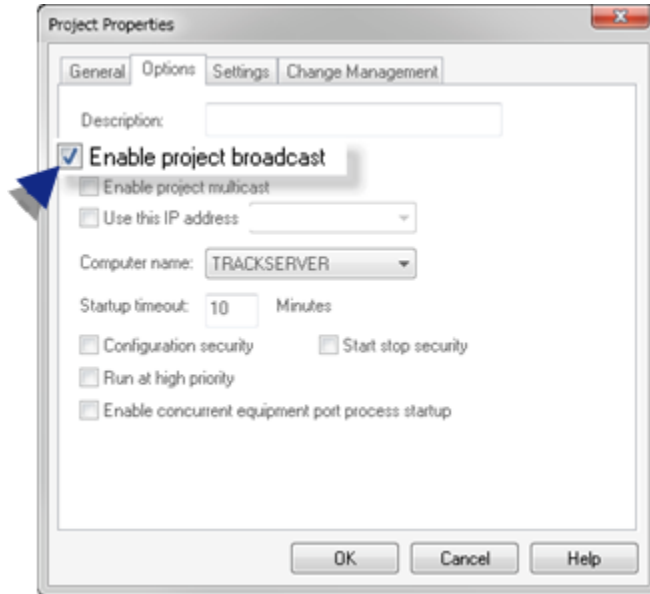 Project Properties
General Options Settings Change Management
Description:
Enable project broadcast
Enable project multicast
Use this IP address
Computer name: TRACKSERVER
Startup timeout: 10 Minutes
Configuration security Start stop security
Run at high priority
Enable concurrent equipment port process startup
OK Cancel Help